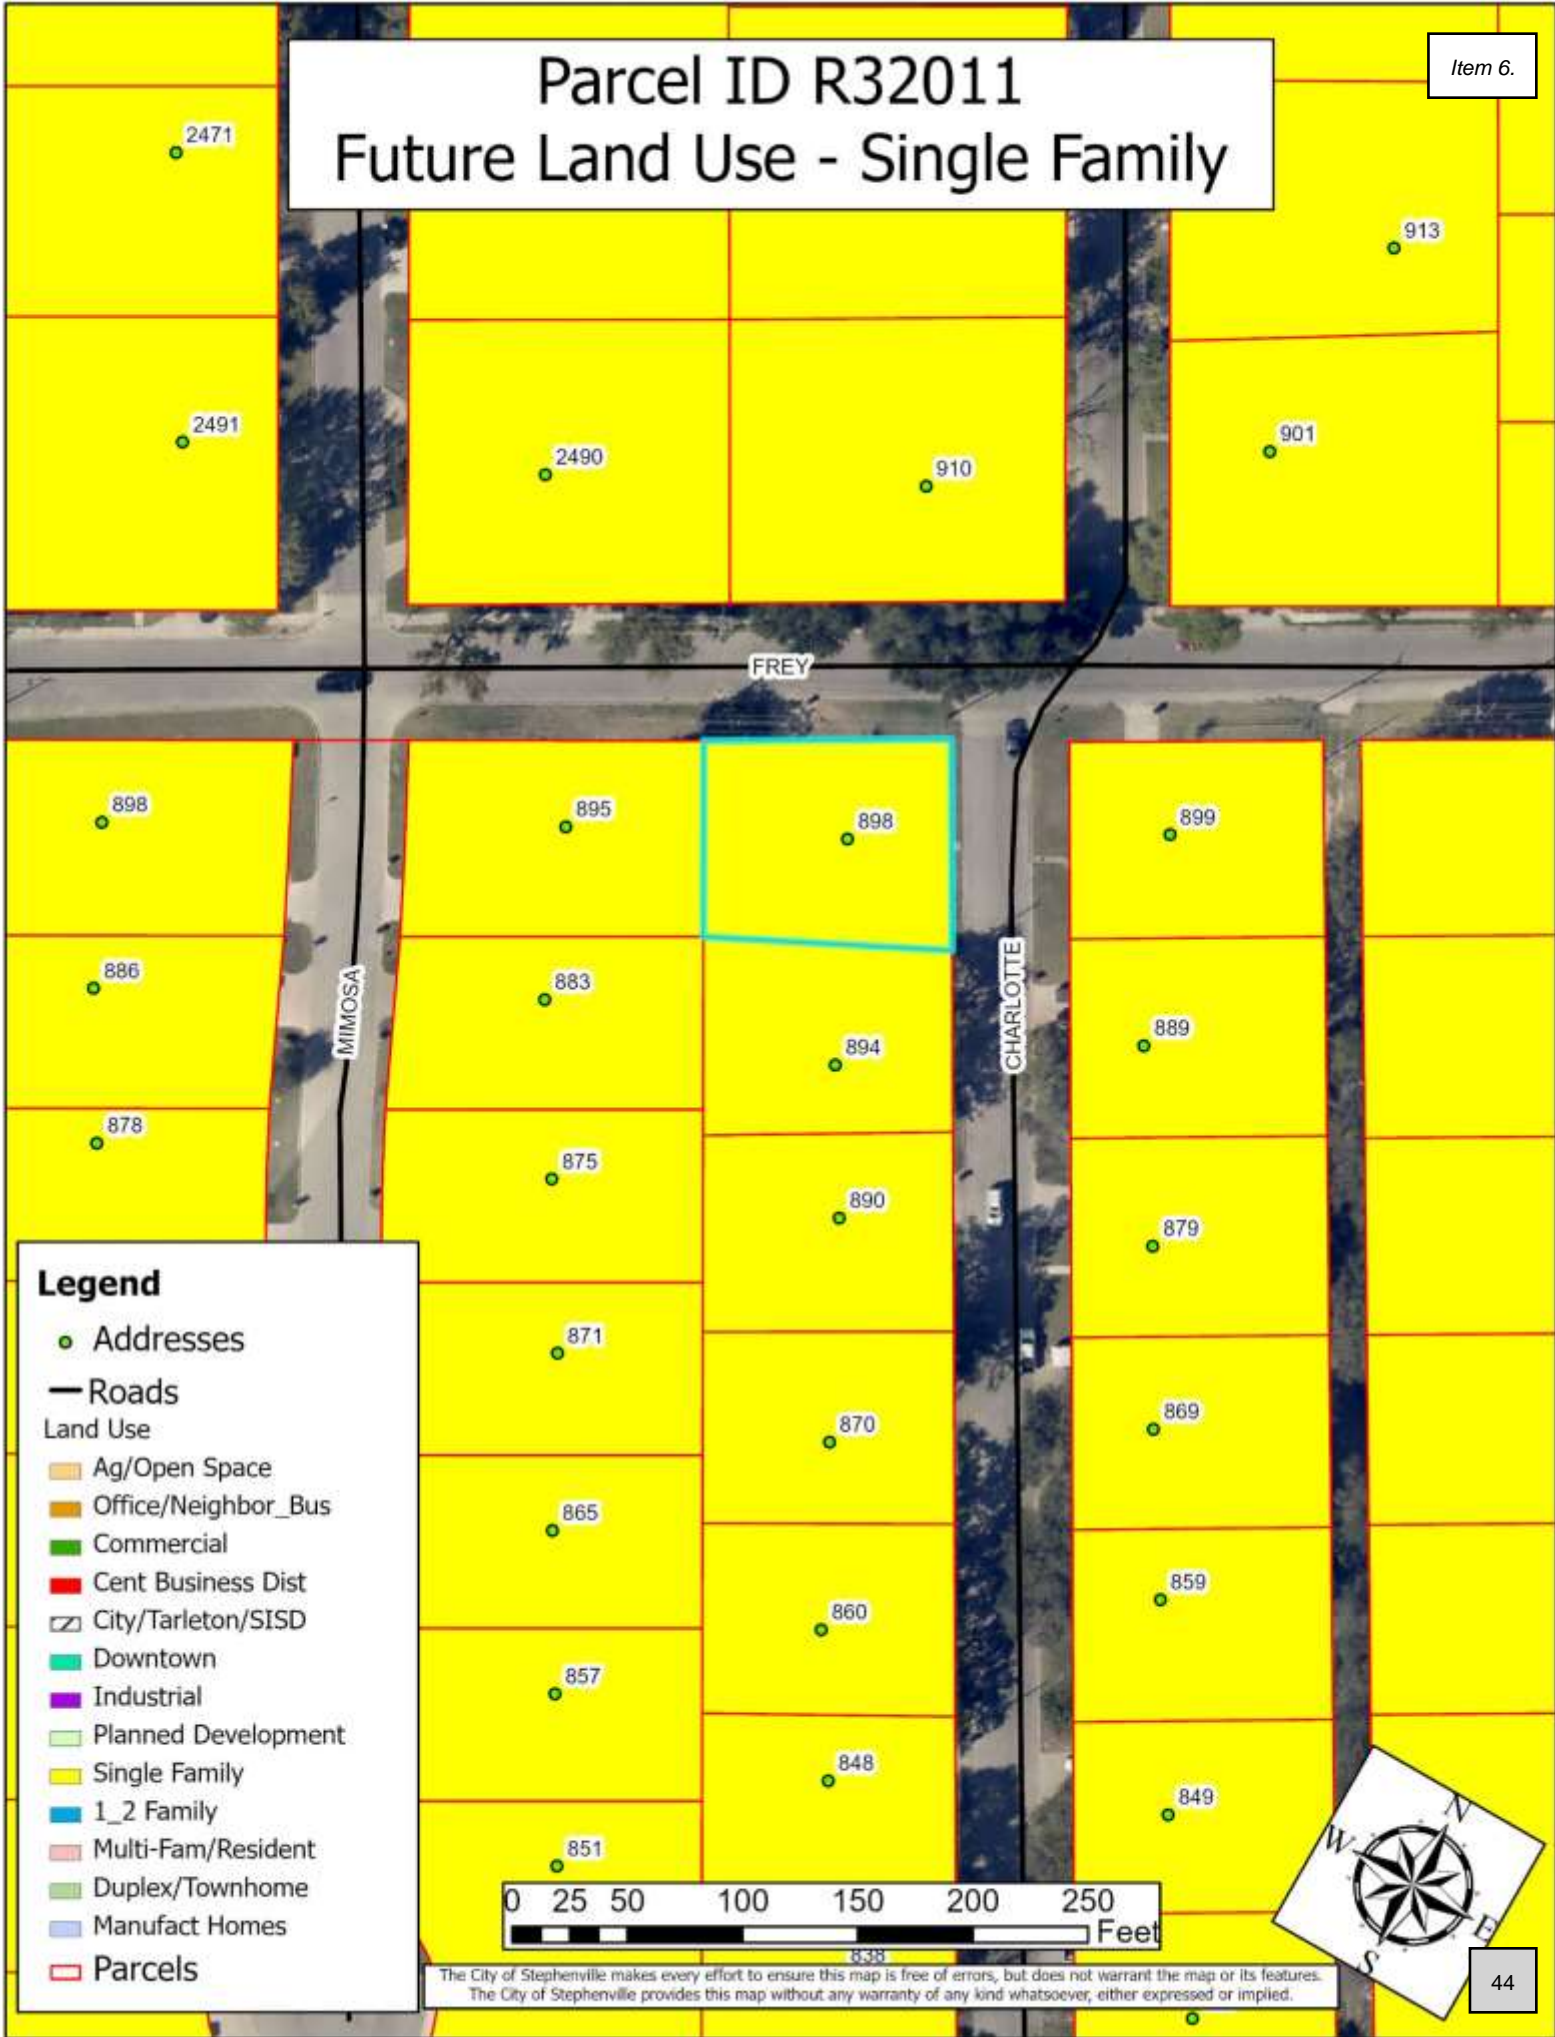 Parcel ID R32011
Future Land Use - Single Family
Item 6.
2471
913
2491
2490
910
901
FREY
898
895
898
899
886
883
MIMOSA
CHARLOTTE
894
889
878
875
890
879
871
870
869
865
860
859
857
848
849
851
838
Legend
Addresses
Roads
Land Use
Ag/Open Space
Office/Neighbor_Bus
Commercial
Cent Business Dist
City/Tarleton/SISD
Downtown
Industrial
Planned Development
Single Family
1_2 Family
Multi-Fam/Resident
Duplex/Townhome
Manufact Homes
Parcels
0 25 50 100 150 200 250
Feet
N
W
E
S
The City of Stephenville makes every effort to ensure this map is free of errors, but does not warrant the map or its features.
The City of Stephenville provides this map without any warranty of any kind whatsoever, either expressed or implied.
44